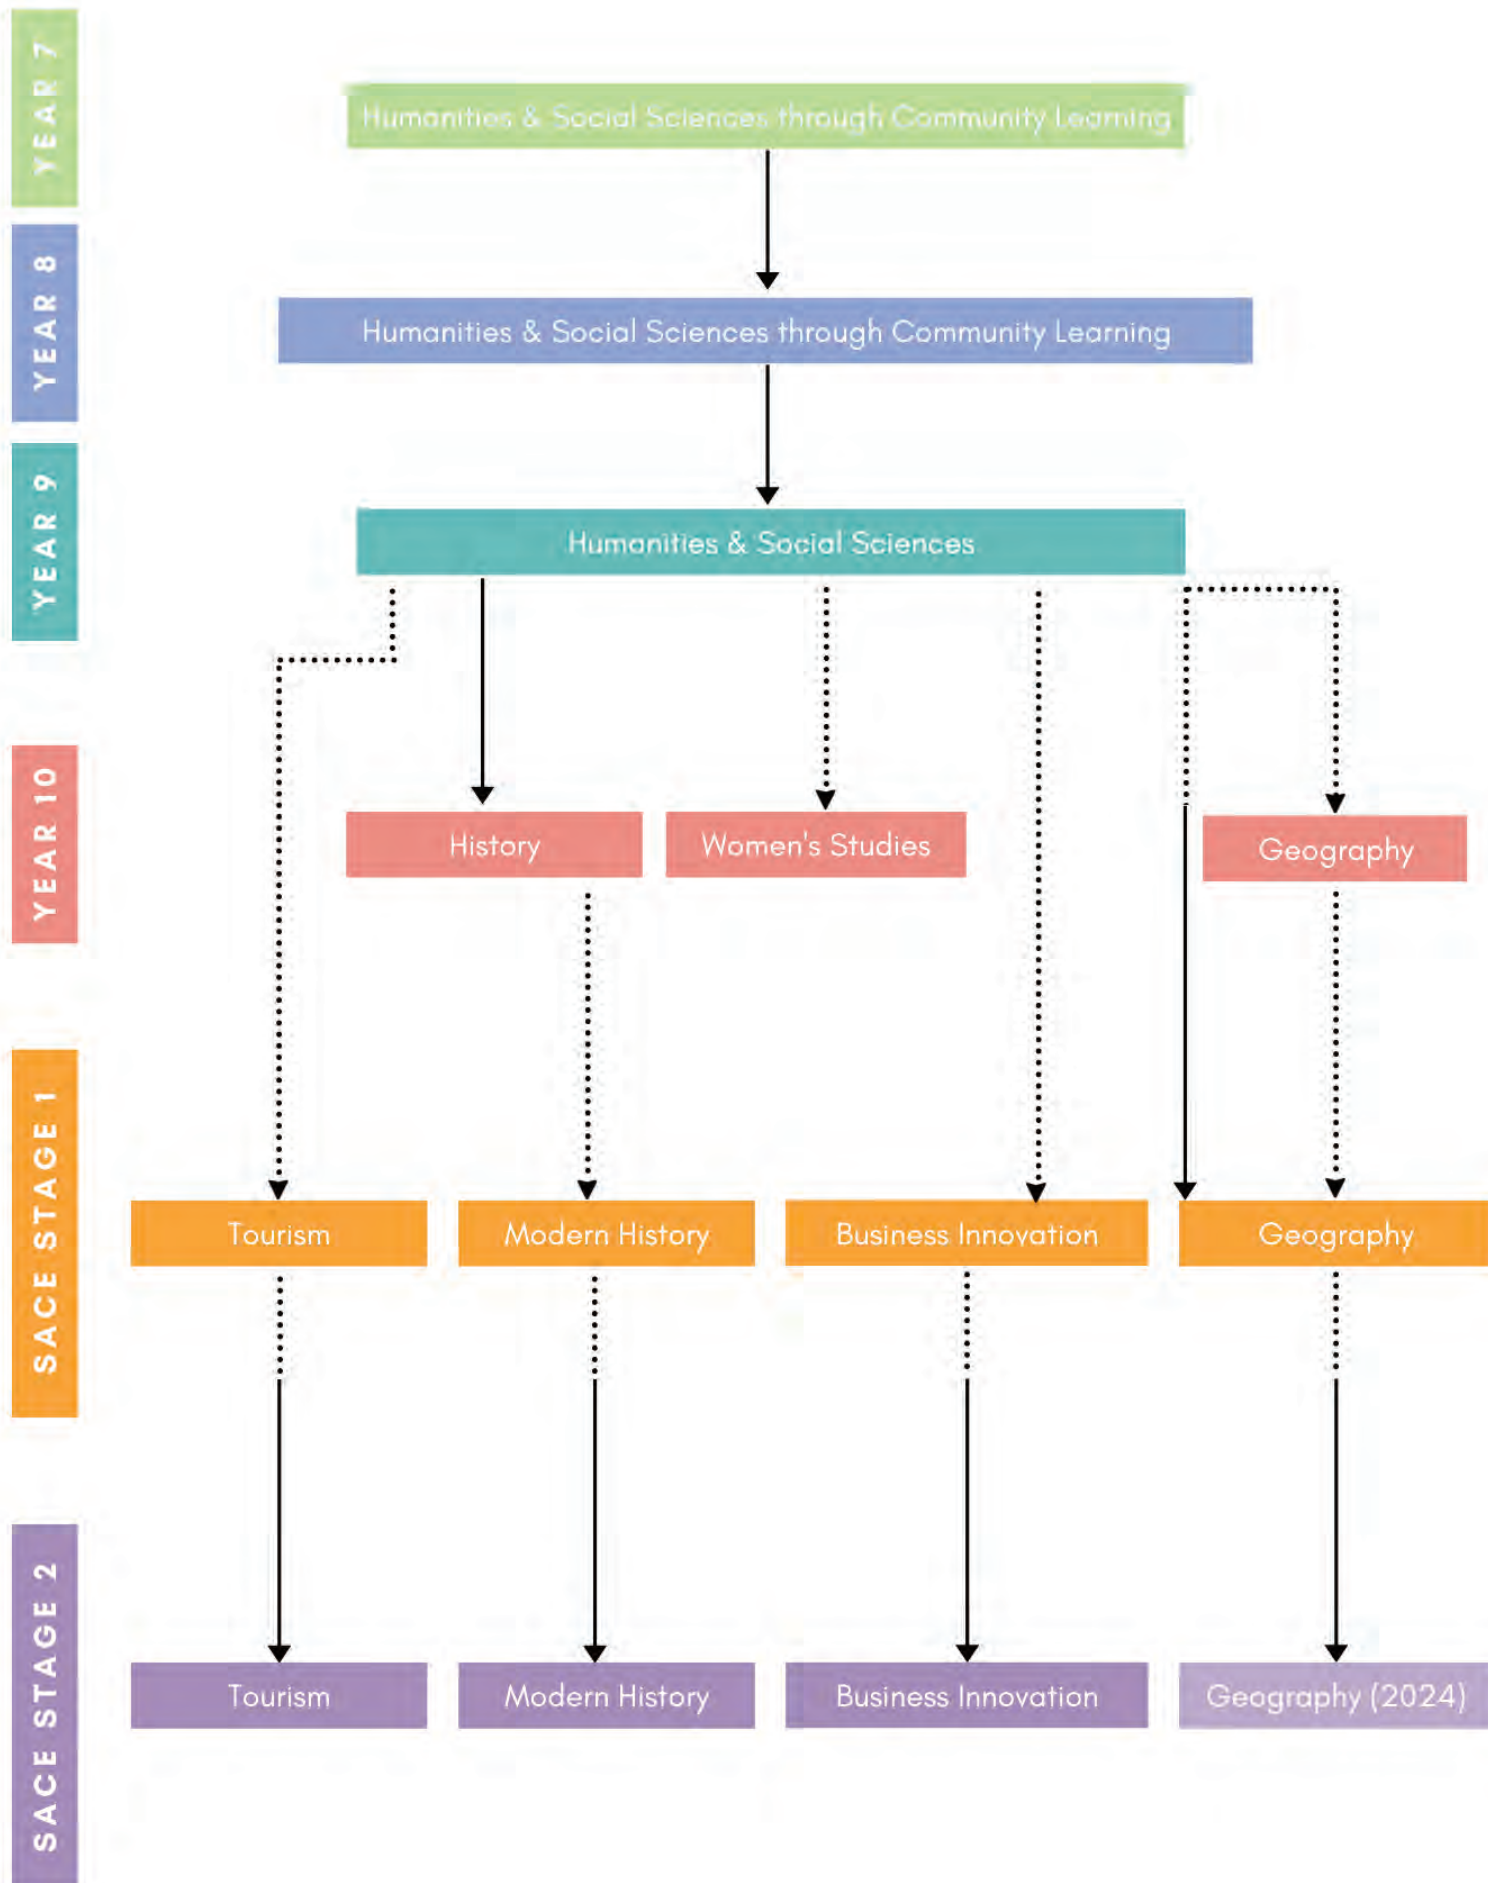 YEAR 7
Humanities & Social Sciences through Community Learning
YEAR 8
Humanities & Social Sciences through Community Learning
YEAR 9
Humanities & Social Sciences
YEAR 10
History
Women's Studies
Geography
SACE STAGE 1
Tourism
Modern History
Business Innovation
Geography
SACE STAGE 2
Tourism
Modern History
Business Innovation
Geography (2024)